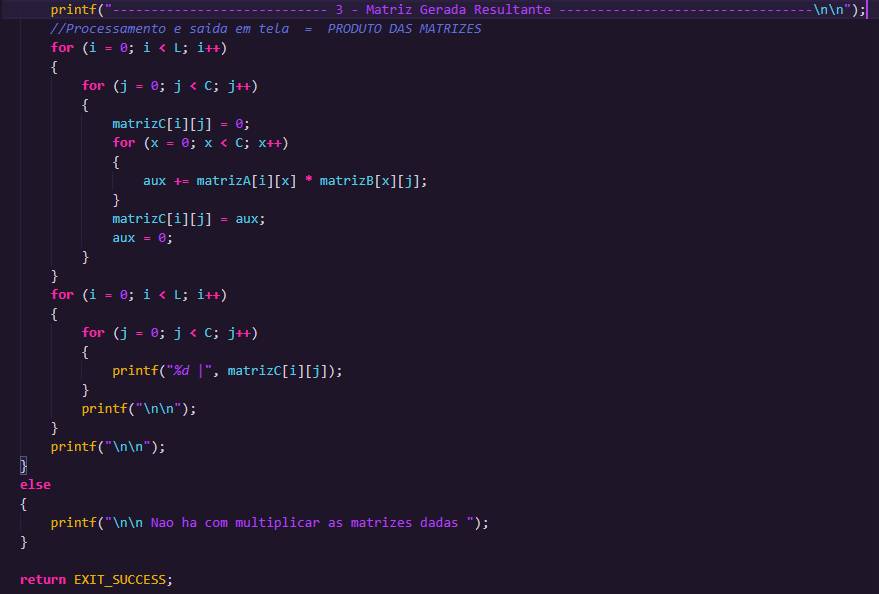 printf("---------------------------- 3 - Matriz Gerada Resultante ---------------------------------\n\n");
//Processamento e saida em tela  =  PRODUTO DAS MATRIZES
for (i = 0; i < L; i++)
{
for (j = 0; j < C; j++)
{
matrizC[i][j] = 0;
for (x = 0; x < C; x++)
{
aux += matrizA[i][x] * matrizB[x][j];
}
matrizC[i][j] = aux;
aux = 0;
}
}
for (i = 0; i < L; i++)
{
for (j = 0; j < C; j++)
{
printf("%d |", matrizC[i][j]);
}
printf("\n\n");
}
printf("\n\n");
}
else
{
printf("\n\n Nao ha com multiplicar as matrizes dadas ");
}
return EXIT_SUCCESS;